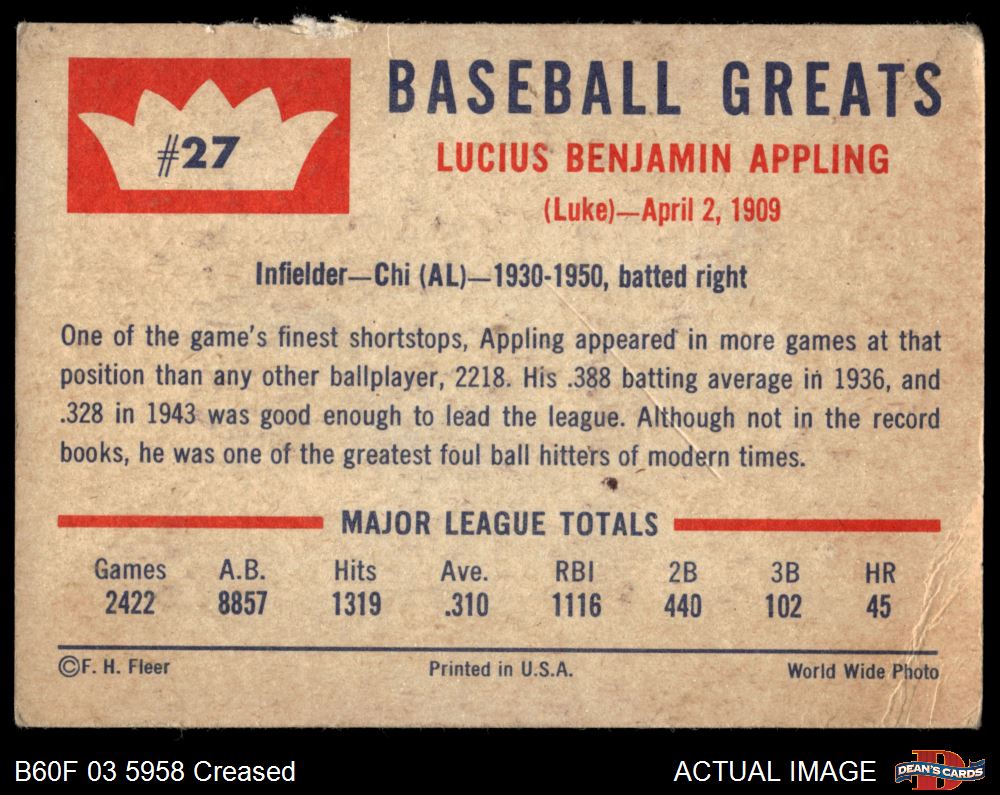 #27
BASEBALL GREATS
LUCIUS BENJAMIN APPLING
(Luke)—April 2, 1909
Infielder—Chi (AL)—1930-1950, batted right
One of the game's finest shortstops, Appling appeared in more games at that
position than any other ballplayer, 2218. His .388 batting average in 1936, and
.328 in 1943 was good enough to lead the league. Although not in the record
books, he was one of the greatest foul ball hitters of modern times.
MAJOR LEAGUE TOTALS
Games A.B. Hits Ave. RBI 2B 3B HR
2422 8857 1319 .310 1116 440 102 45
©F. H. Fleer Printed in U.S.A. World Wide Photo
B60F 03 5958 Creased ACTUAL IMAGE DEAN'S CARDS